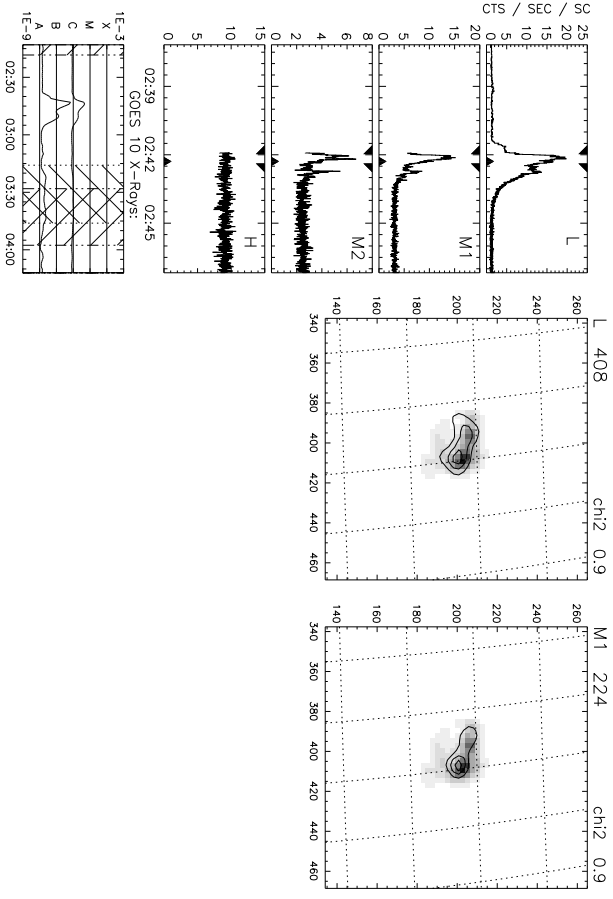 CTS / SEC / SC
0 5 10 15 20 25
L
0 5 10 15 20
M1
0 2 4 6 8
M2
0 5 10 15
H
02:39 02:42 02:45
GOES 10 X-Rays:
1E-3
X
M
C
B
A
1E-9
02:30 03:00 03:30 04:00
L 408 chi2 0.9
260
240
220
200
180
160
140
340 360 380 400 420 440 460
M1 224 chi2 0.9
260
240
220
200
180
160
140
340 360 380 400 420 440 460